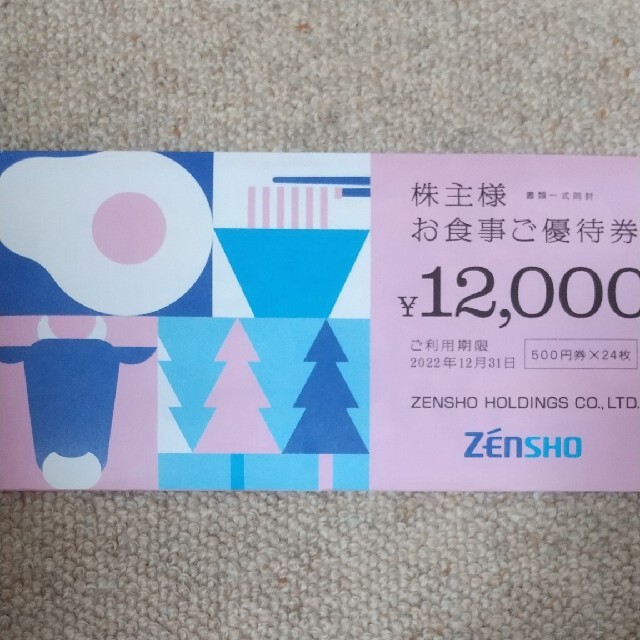 株主様 書類一式同封
お食事ご優待券
¥12,000
ご利用期限
2022年12月31日
500円券×24枚
ZENSHO HOLDINGS CO.,LTD.
ZENSHO